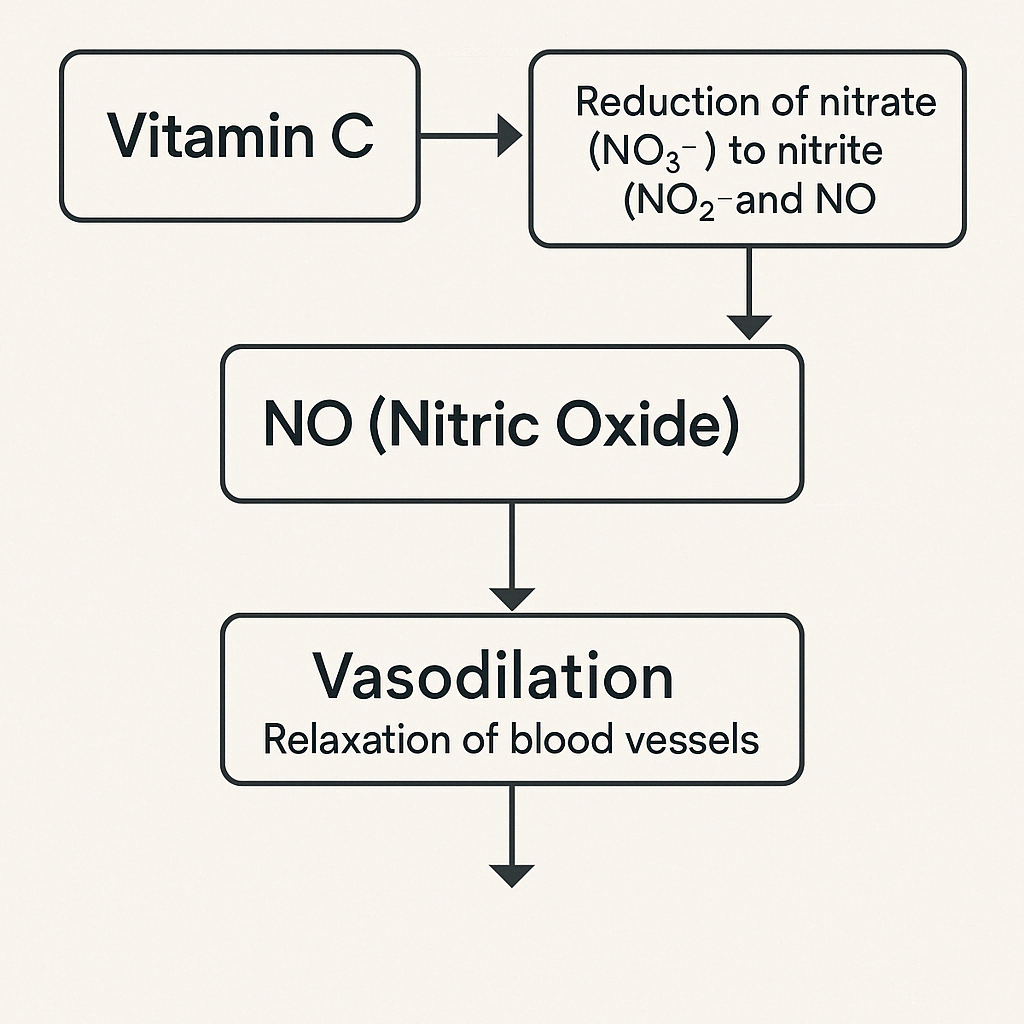 Vitamin C
Reduction of nitrate
(NO₃⁻) to nitrite
(NO₂⁻and NO
NO (Nitric Oxide)
Vasodilation
Relaxation of blood vessels